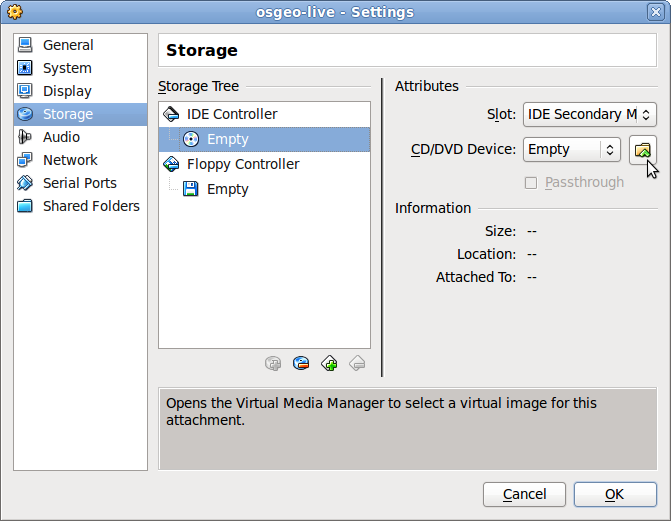 osgeo-live - Settings
General
System
Display
Storage
Audio
Network
Serial Ports
Shared Folders
Storage
Storage Tree
IDE Controller
Empty
Floppy Controller
Empty
Attributes
Slot: IDE Secondary M
CD/DVD Device: Empty
Passthrough
Information
Size: --
Location: --
Attached To: --
Opens the Virtual Media Manager to select a virtual image for this
attachment.
Cancel
OK